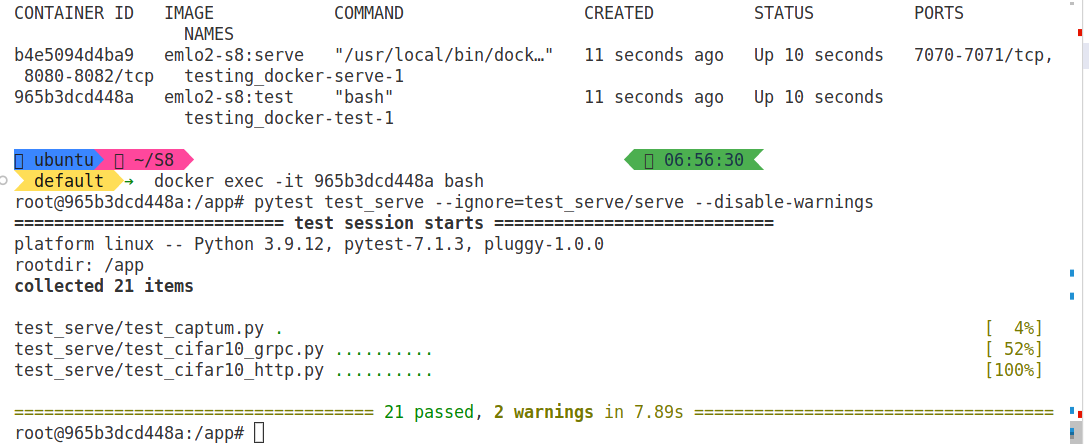 CONTAINER ID   IMAGE            COMMAND                  CREATED          STATUS          PORTS
                 NAMES
b4e5094d4ba9   emlo2-s8:serve   "/usr/local/bin/dock…"   11 seconds ago   Up 10 seconds   7070-7071/tcp,
 8080-8082/tcp   testing_docker-serve-1
965b3dcd448a   emlo2-s8:test    "bash"                   11 seconds ago   Up 10 seconds
                 testing_docker-test-1
ubuntu ~/S8 06:56:30
default → docker exec -it 965b3dcd448a bash
root@965b3dcd448a:/app# pytest test_serve --ignore=test_serve/serve --disable-warnings
=========================== test session starts ============================
platform linux -- Python 3.9.12, pytest-7.1.3, pluggy-1.0.0
rootdir: /app
collected 21 items
test_serve/test_captum.py . [  4%]
test_serve/test_cifar10_grpc.py .......... [ 52%]
test_serve/test_cifar10_http.py .......... [100%]
==================================== 21 passed, 2 warnings in 7.89s ====================================
root@965b3dcd448a:/app#